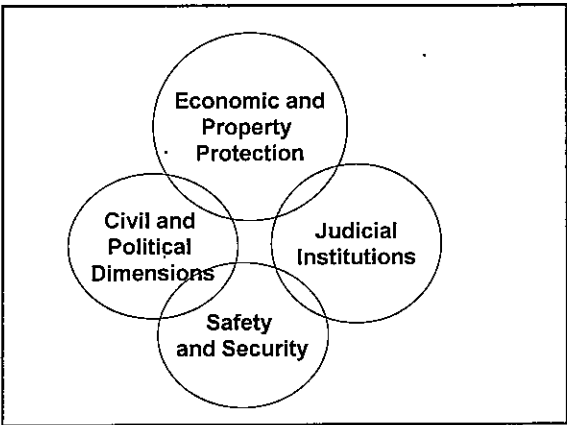 Economic and
Property
Protection
Civil and
Political
Dimensions
Judicial
Institutions
Safety
and Security